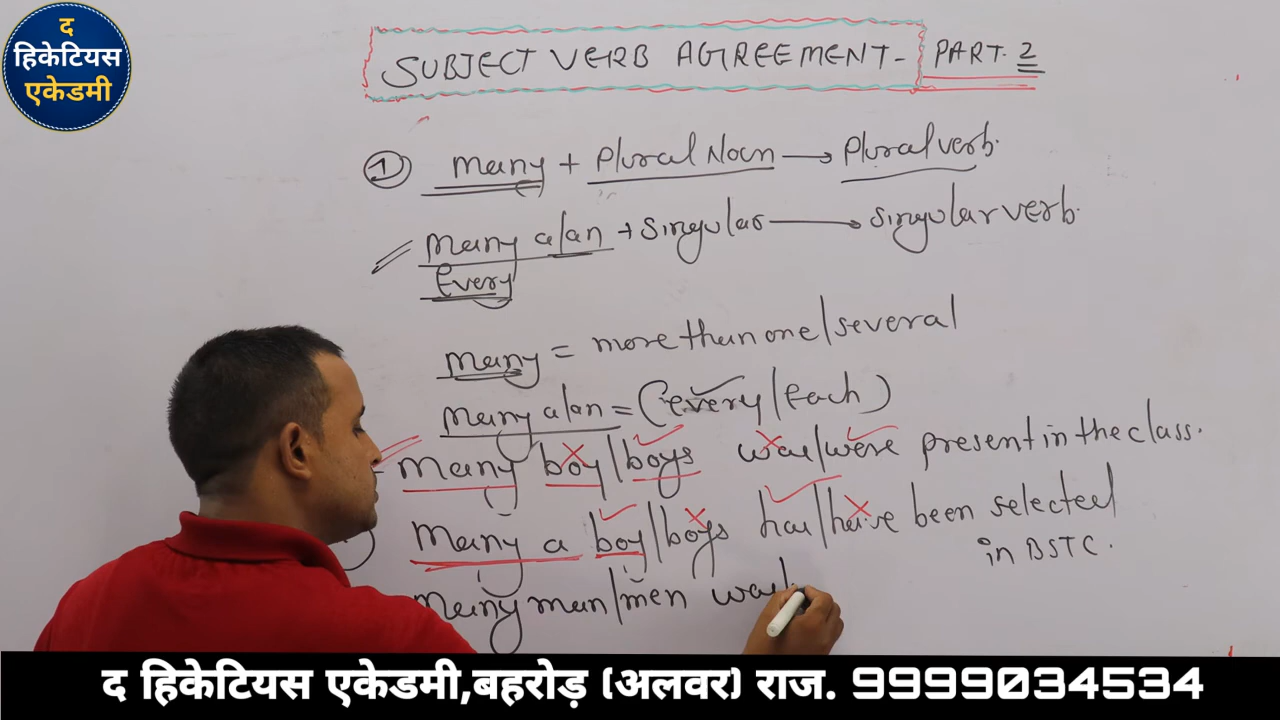 द
हिकेटियस
एकेडमी
SUBJECT VERB AGREEMENT - PART. 2
① Many + Plural Noun → Plural verb.
Many a/an + Singular → Singular verb.
Every
Many = more than one / several
Many a/an = (every / Each)
Many boy / boys was / were present in the class.
Many a boy / boys has / have been selected
in BSTC.
Many man / men was /
द हिकेटियस एकेडमी,बहरोड़ (अलवर) राज. 9999034534